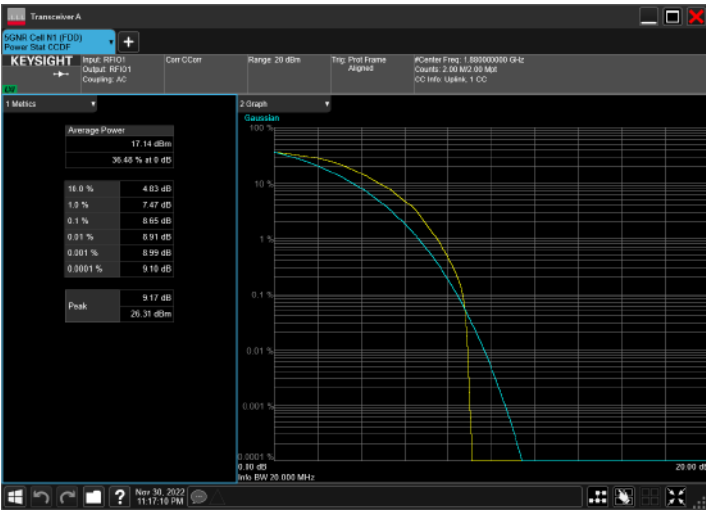 Transceiver A
5GNR Cell N1 (FDD)
Power Stat CCDF
KEYSIGHT
Input: RFIO1
Output: RFIO1
Coupling: AC
Corr CCorr
Range: 20 dBm
Trig: Prot Frame
Aligned
#Center Freq: 1.880000000 GHz
Counts: 2.00 M/2.00 Mpt
CC Info: Uplink, 1 CC
1 Metrics
Average Power
17.14 dBm
36.48 % at 0 dB
10.0 % 4.83 dB
1.0 % 7.47 dB
0.1 % 8.65 dB
0.01 % 8.91 dB
0.001 % 8.99 dB
0.0001 % 9.10 dB
Peak
9.17 dB
26.31 dBm
2 Graph
Gaussian
100 %
10 %
1 %
0.1 %
0.01 %
0.001 %
0.0001 %
0.00 dB
20.00 dB
Info BW 20.000 MHz
?
Nov 30, 2022
11:17:10 PM